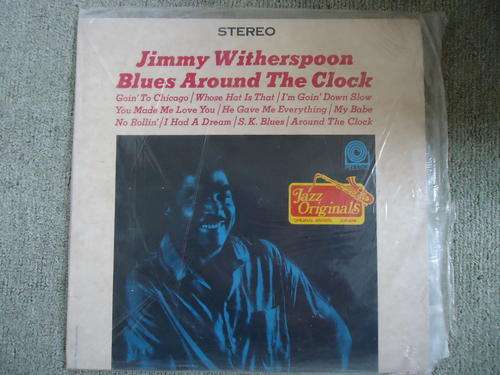 STEREO
Jimmy Witherspoon
Blues Around The Clock
Goin' To Chicago/Whose Hat Is That/I'm Goin' Down Slow
You Made Me Love You/He Gave Me Everything/My Babe
No Rollin'/I Had A Dream/S.K. Blues/Around The Clock
Jazz
Originals